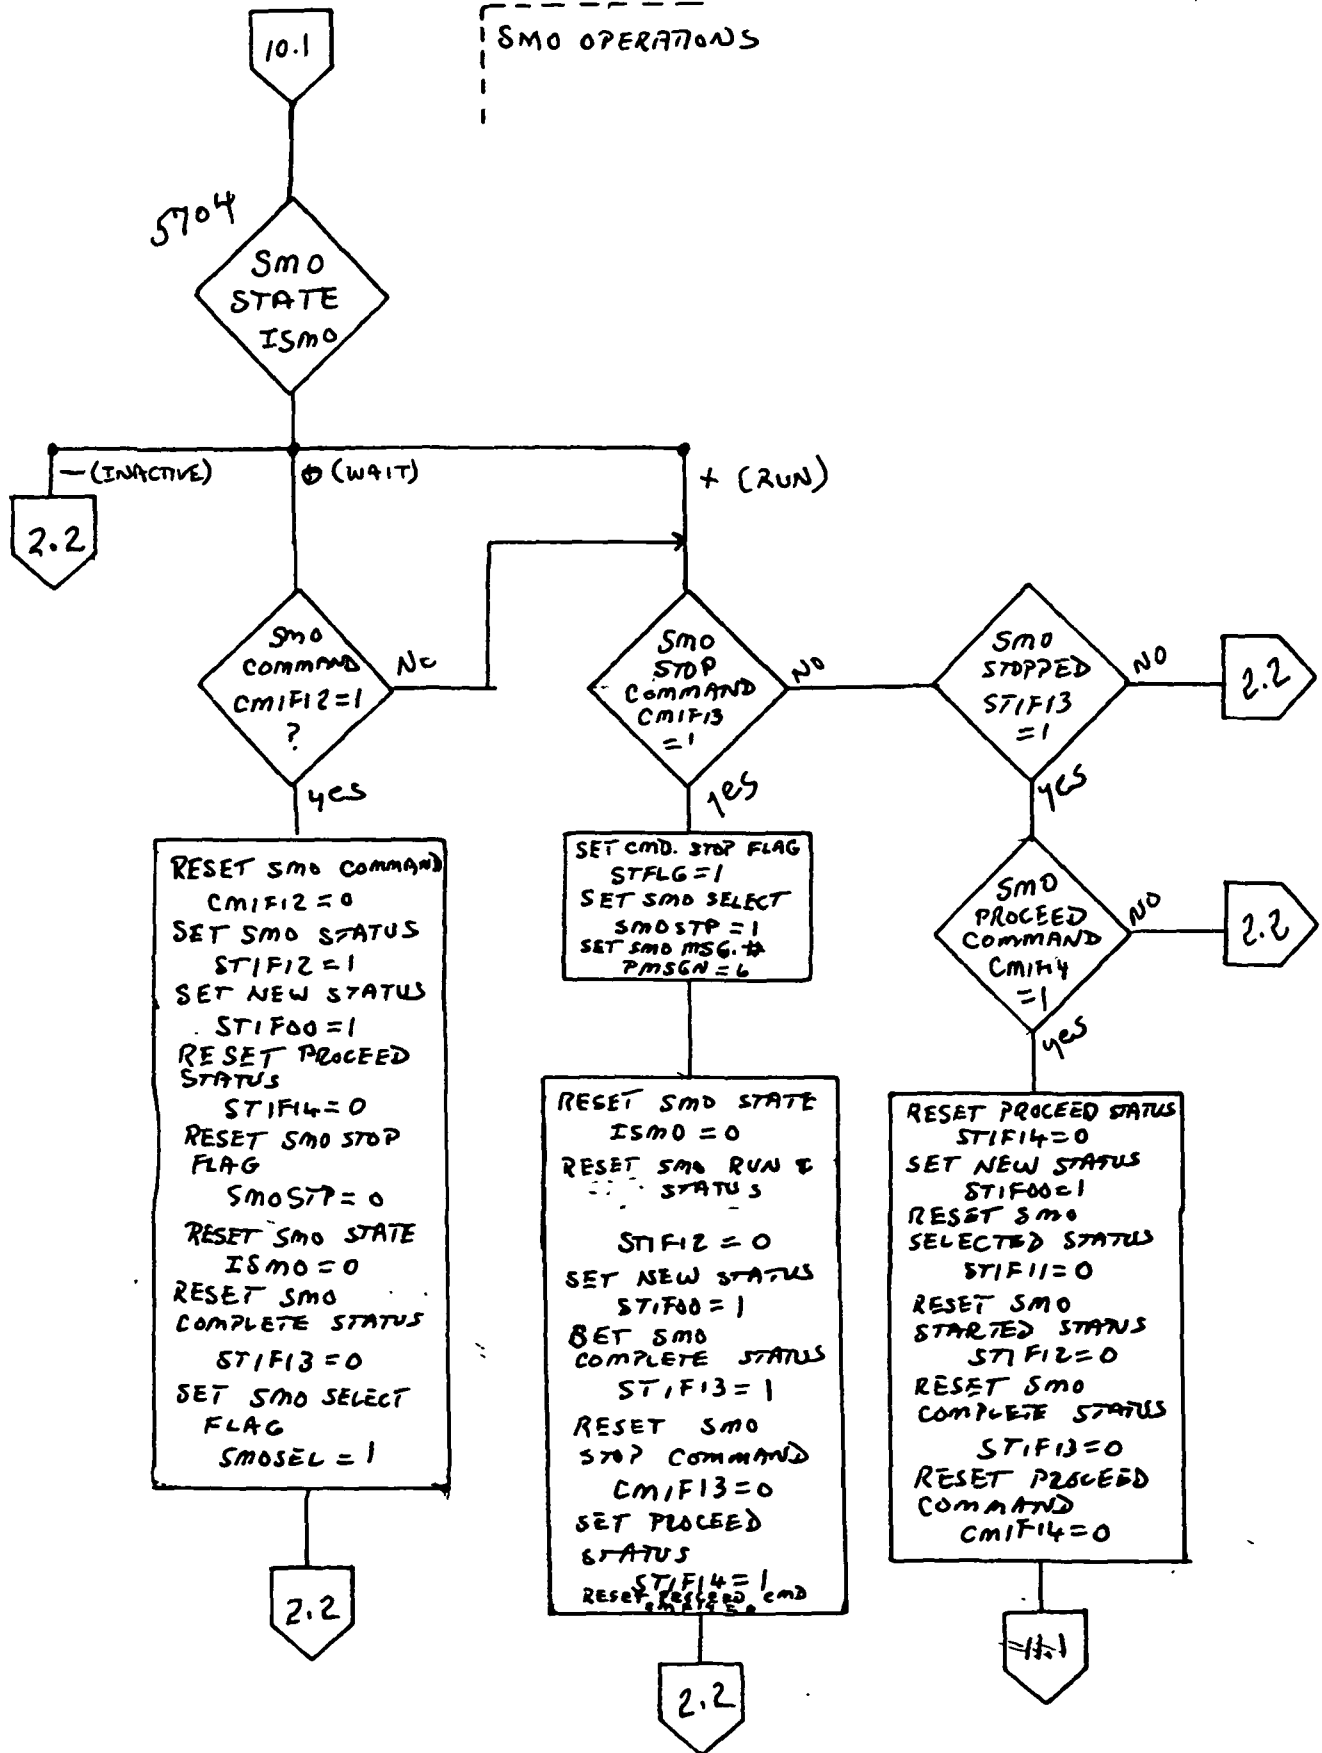 10.1
SMO OPERATIONS
5704
SMO
STATE
ISMO
— (INACTIVE)
0 (WAIT)
+ (RUN)
2.2
SMO
COMMAND
CM1F12=1
?
NO
yes
SMO
STOP
COMMAND
CM1F13
=1
NO
yes
SMO
STOPPED
ST1F13
=1
NO
2.2
yes
SMO
PROCEED
COMMAND
CM1F14
=1
NO
2.2
yes
RESET SMO COMMAND
CM1F12=0
SET SMO STATUS
ST1F12=1
SET NEW STATUS
ST1F00=1
RESET PROCEED
STATUS
ST1F14=0
RESET SMO STOP
FLAG
SMOSTP=0
RESET SMO STATE
ISMO=0
RESET SMO
COMPLETE STATUS
ST1F13=0
SET SMO SELECT
FLAG
SMOSEL=1
2.2
SET CMD. STOP FLAG
STFLG=1
SET SMO SELECT
SMOSTP=1
SET SMO MSG.#
PMSGN=6
RESET SMO STATE
ISMO=0
RESET SMO RUN
STATUS
ST1F12=0
SET NEW STATUS
ST1F00=1
SET SMO
COMPLETE STATUS
ST1F13=1
RESET SMO
STOP COMMAND
CM1F13=0
SET PROCEED
STATUS
ST1F14=1
RESET PROCEED CMD
2.2
RESET PROCEED STATUS
ST1F14=0
SET NEW STATUS
ST1F00=1
RESET SMO
SELECTED STATUS
ST1F11=0
RESET SMO
STARTED STATUS
ST1F12=0
RESET SMO
COMPLETE STATUS
ST1F13=0
RESET PROCEED
COMMAND
CM1F14=0
11.1